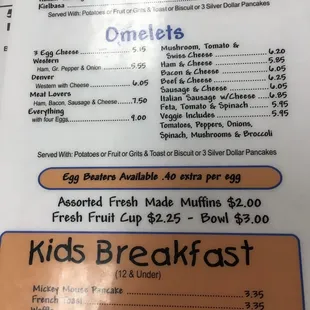 Kielbasa
Served With: Potatoes or Fruit or Grits & Toast or Biscuit or 3 Silver Dollar Pancakes
Omelets
3 Egg Cheese 5.15
Western
Ham, Gr. Pepper & Onion 5.55
Denver
Western with Cheese 6.05
Meat Lovers
Ham, Bacon, Sausage & Cheese 7.50
Everything
with four Eggs 9.00
Mushroom, Tomato &
Swiss Cheese 6.20
Ham & Cheese 5.85
Bacon & Cheese 6.05
Beef & Cheese 6.25
Sausage & Cheese 6.05
Italian Sausage w/Cheese 6.85
Feta, Tomato & Spinach 5.95
Veggie Includes 5.95
Tomatoes, Peppers, Onions,
Spinach, Mushrooms & Broccoli
Served With: Potatoes or Fruit or Grits & Toast or Biscuit or 3 Silver Dollar Pancakes
Egg Beaters Available .40 extra per egg
Assorted Fresh Made Muffins $2.00
Fresh Fruit Cup $2.25 - Bowl $3.00
Kids Breakfast
(12 & Under)
Mickey Mouse Pancake 3.35
French Toast 3.35
Waffle